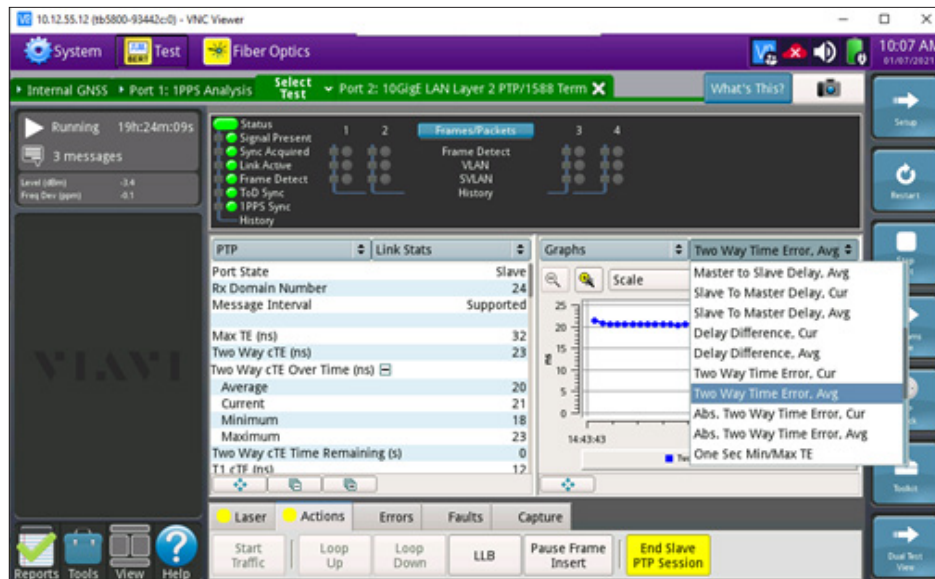 10.12.55.12 (tb5800-93442c:0) - VNC Viewer
System
BERT
Test
Fiber Optics
10:07 AM
01/07/2021
Internal GNSS
Port 1: 1PPS Analysis
Select Test
Port 2: 10GigE LAN Layer 2 PTP/1588 Term
What's This?
Running 19h:24m:09s
3 messages
Level (dBm) -3.4
Freq Dev (ppm) -0.1
VIAVI
Status
Signal Present
Sync Acquired
Link Active
Frame Detect
ToD Sync
1PPS Sync
History
1 2 Frames/Packets 3 4
Frame Detect
VLAN
SVLAN
History
Setup
Restart
PTP Link Stats
Port State Slave
Rx Domain Number 24
Message Interval Supported
Max TE (ns) 32
Two Way cTE (ns) 23
Two Way cTE Over Time (ns)
Average 20
Current 21
Minimum 18
Maximum 23
Two Way cTE Time Remaining (s) 0
T1 cTE (ns) 12
Graphs Two Way Time Error, Avg
Scale
25
20
15
10
5
0
ns
14:43:43
Master to Slave Delay, Avg
Slave To Master Delay, Cur
Slave To Master Delay, Avg
Delay Difference, Cur
Delay Difference, Avg
Two Way Time Error, Cur
Two Way Time Error, Avg
Abs. Two Way Time Error, Cur
Abs. Two Way Time Error, Avg
One Sec Min/Max TE
Toolkit
Dual Test View
Laser Actions Errors Faults Capture
Start Traffic
Loop Up
Loop Down
LLB
Pause Frame Insert
End Slave PTP Session
Reports Tools View Help